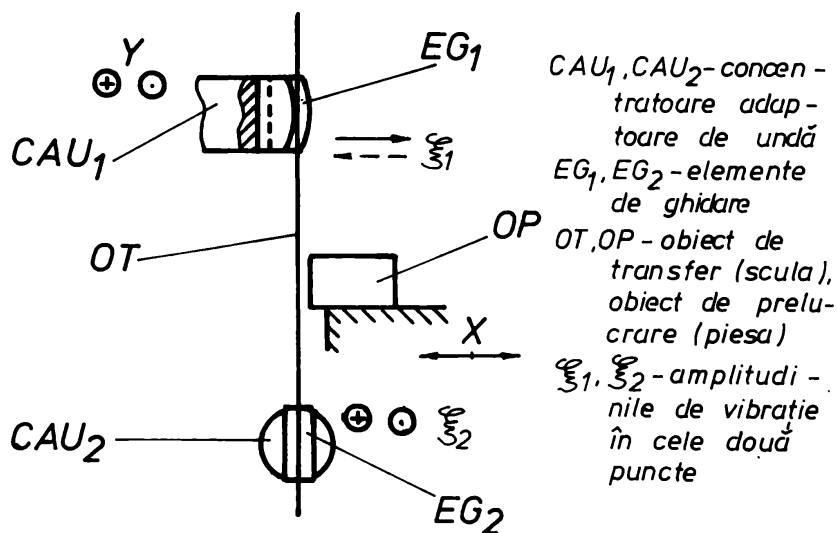 Y
EG₁
CAU₁
ξ₁
OT
OP
X
CAU₂
ξ₂
EG₂
CAU₁, CAU₂-concen-
tratoare adap-
toare de undă
EG₁, EG₂-elemente
de ghidare
OT, OP-obiect de
transfer (scula),
obiect de prelu-
crare (piesa)
ξ₁, ξ₂-amplitudi-
nile de vibrație
în cele două
puncte